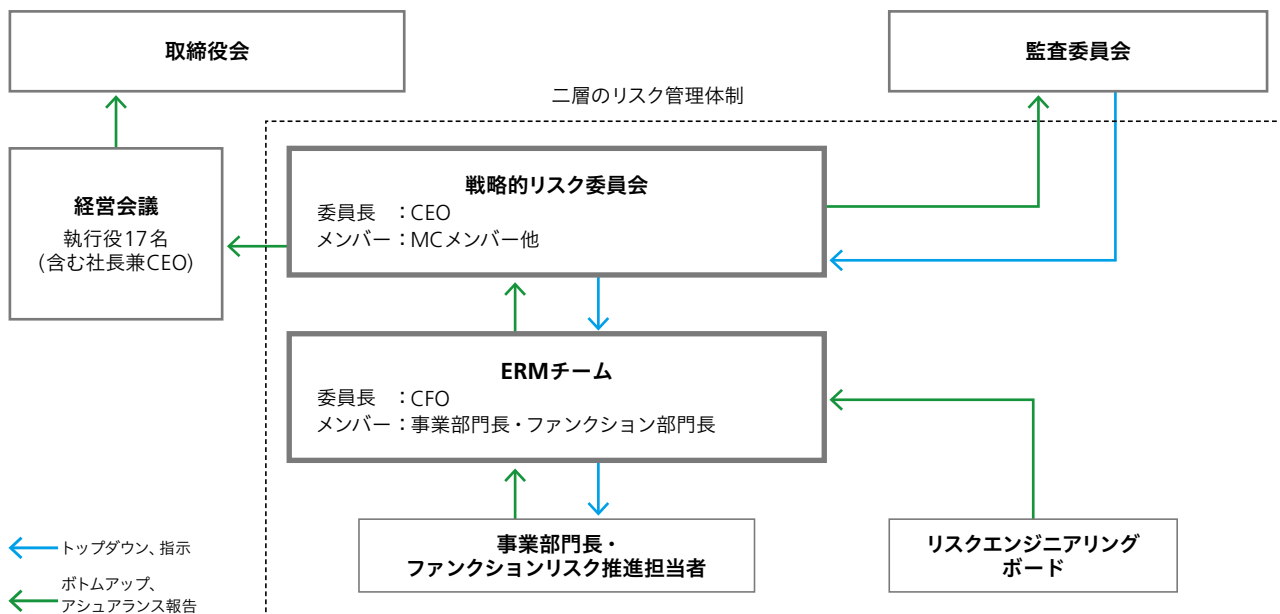 取締役会
監査委員会
二層のリスク管理体制
経営会議
執行役17名
(含む社長兼CEO)
戦略的リスク委員会
委員長 ：CEO
メンバー：MCメンバー他
ERMチーム
委員長 ：CFO
メンバー：事業部門長・ファンクション部門長
事業部門長・
ファンクションリスク推進担当者
リスクエンジニアリング
ボード
トップダウン、指示
ボトムアップ、
アシュアランス報告